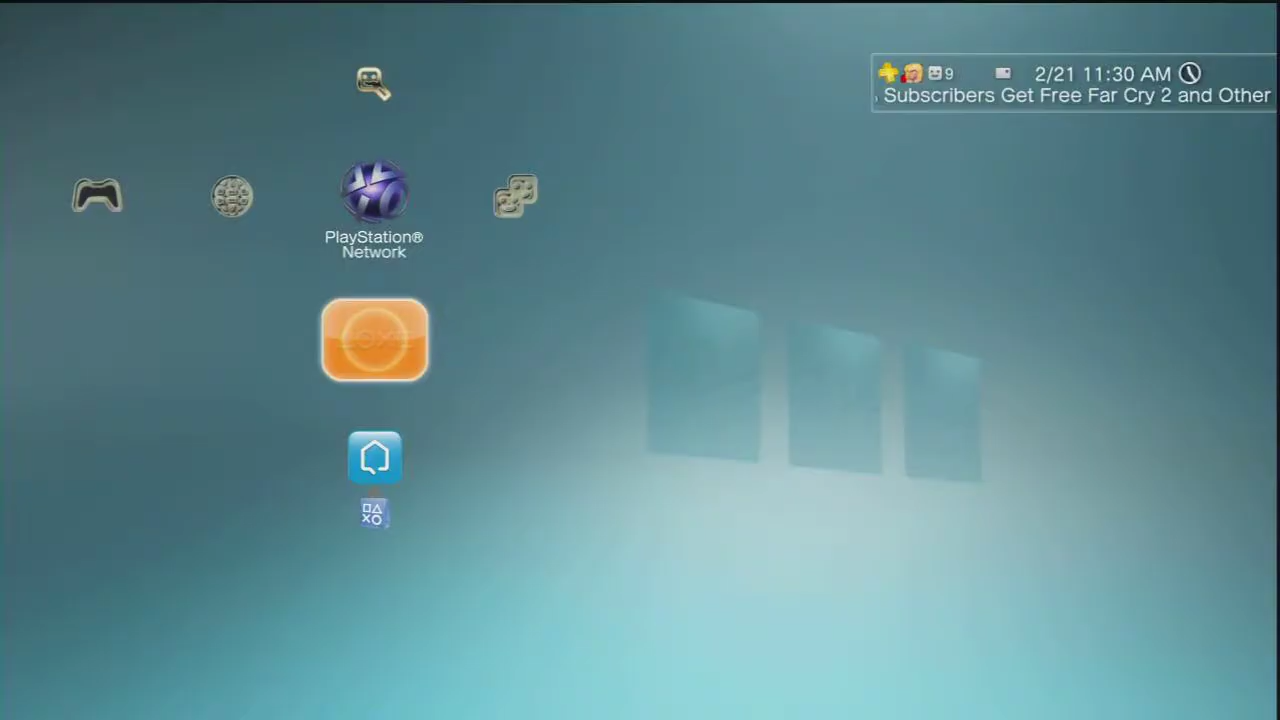 9 2/21 11:30 AM
Subscribers Get Free Far Cry 2 and Other
PlayStation®
Network